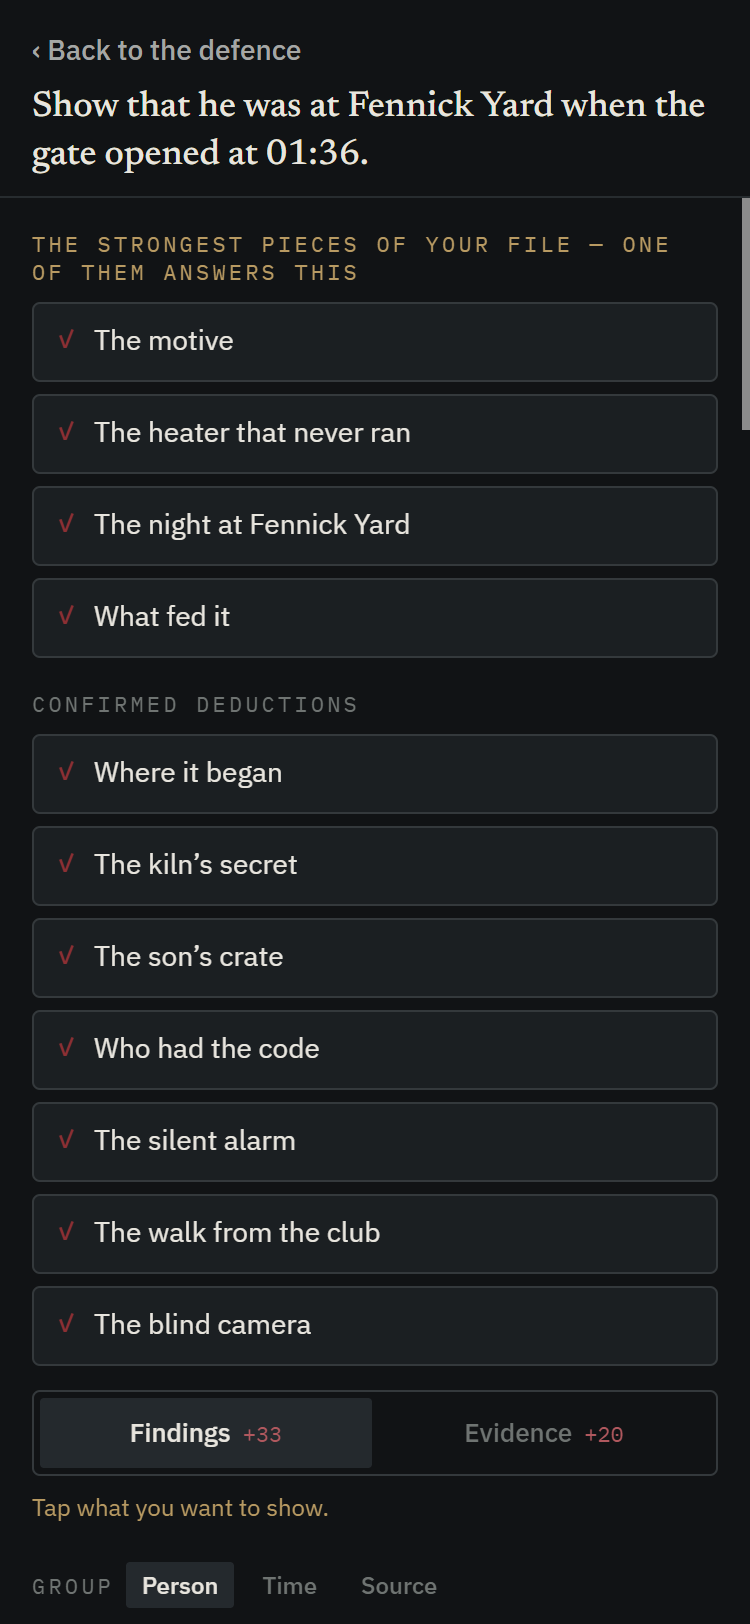 ‹ Back to the defence
Show that he was at Fennick Yard when the
gate opened at 01:36.
THE STRONGEST PIECES OF YOUR FILE — ONE
OF THEM ANSWERS THIS
✓ The motive
✓ The heater that never ran
✓ The night at Fennick Yard
✓ What fed it
CONFIRMED DEDUCTIONS
✓ Where it began
✓ The kiln’s secret
✓ The son’s crate
✓ Who had the code
✓ The silent alarm
✓ The walk from the club
✓ The blind camera
Findings +33 Evidence +20
Tap what you want to show.
GROUP Person Time Source